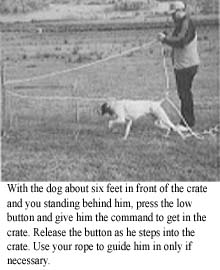 With the dog about six feet in front of the crate
and you standing behind him, press the low
button and give him the command to get in the
crate. Release the button as he steps into the
crate. Use your rope to guide him in only if
necessary.